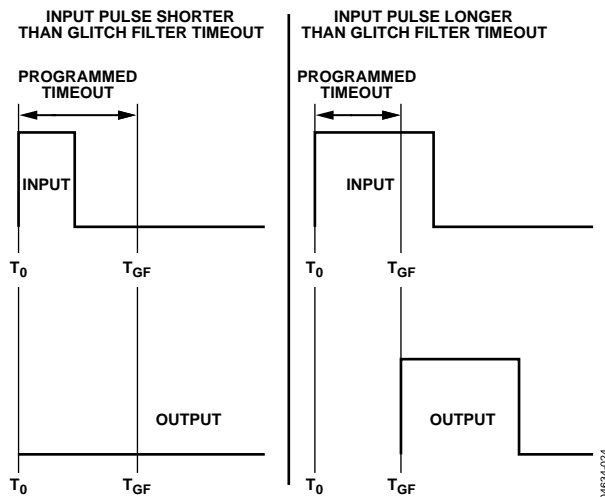 INPUT PULSE SHORTER
THAN GLITCH FILTER TIMEOUT
PROGRAMMED
TIMEOUT
INPUT
T0
TGF
OUTPUT
T0
TGF
INPUT PULSE LONGER
THAN GLITCH FILTER TIMEOUT
PROGRAMMED
TIMEOUT
INPUT
T0
TGF
OUTPUT
T0
TGF